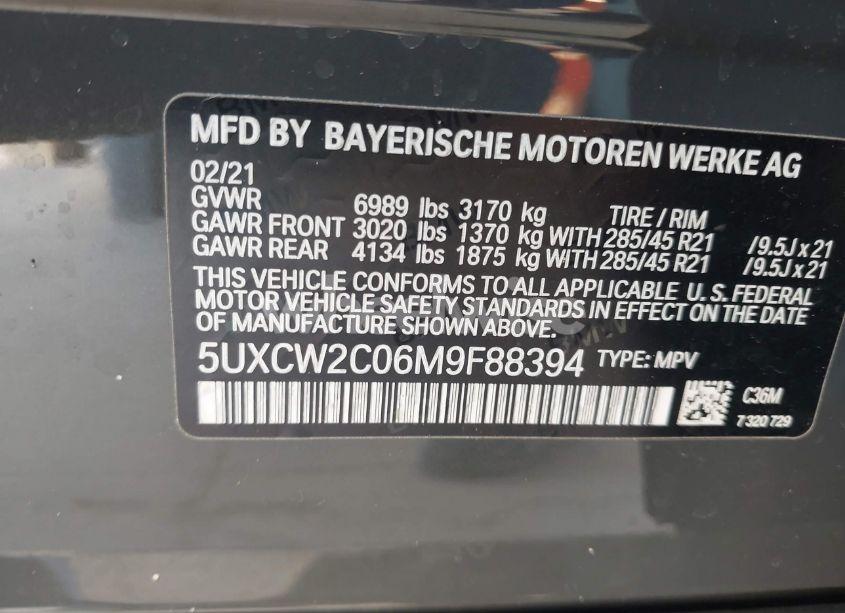 MFD BY BAYERISCHE MOTOREN WERKE AG
02/21
GVWR 6989 lbs 3170 kg TIRE / RIM
GAWR FRONT 3020 lbs 1370 kg WITH 285/45 R21 /9.5J x 21
GAWR REAR 4134 lbs 1875 kg WITH 285/45 R21 /9.5J x 21
THIS VEHICLE CONFORMS TO ALL APPLICABLE U.S. FEDERAL
MOTOR VEHICLE SAFETY STANDARDS IN EFFECT ON THE DATE
OF MANUFACTURE SHOWN ABOVE.
5UXCW2C06M9F88394 TYPE: MPV
C36M
7 320 729